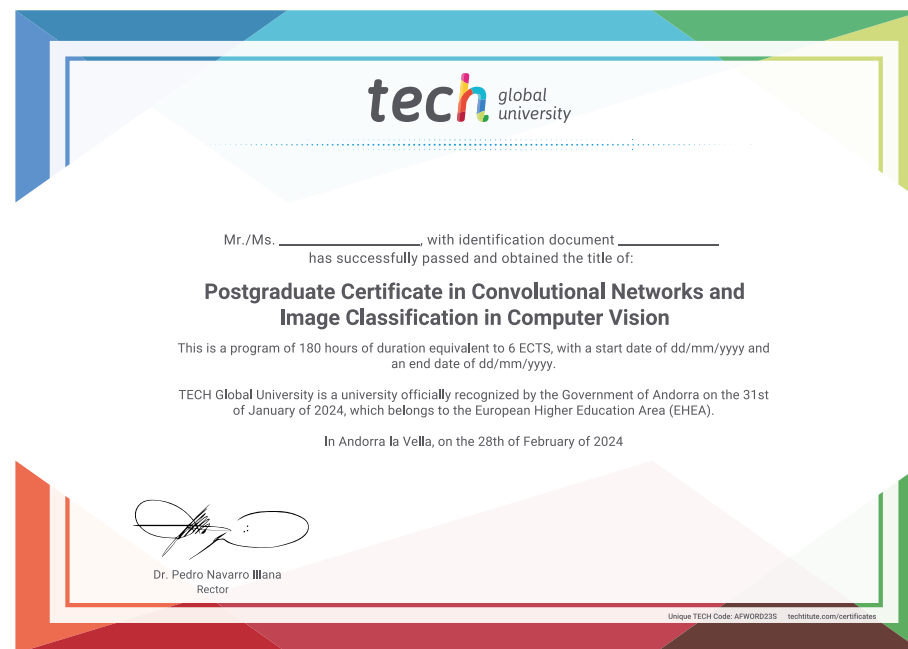 tech global
university
Mr./Ms. ____________________, with identification document ______________
has successfully passed and obtained the title of:
Postgraduate Certificate in Convolutional Networks and
Image Classification in Computer Vision
This is a program of 180 hours of duration equivalent to 6 ECTS, with a start date of dd/mm/yyyy and
an end date of dd/mm/yyyy.
TECH Global University is a university officially recognized by the Government of Andorra on the 31st
of January of 2024, which belongs to the European Higher Education Area (EHEA).
In Andorra la Vella, on the 28th of February of 2024
Dr. Pedro Navarro Illana
Rector
Unique TECH Code: AFWORD23S techtitute.com/certificates